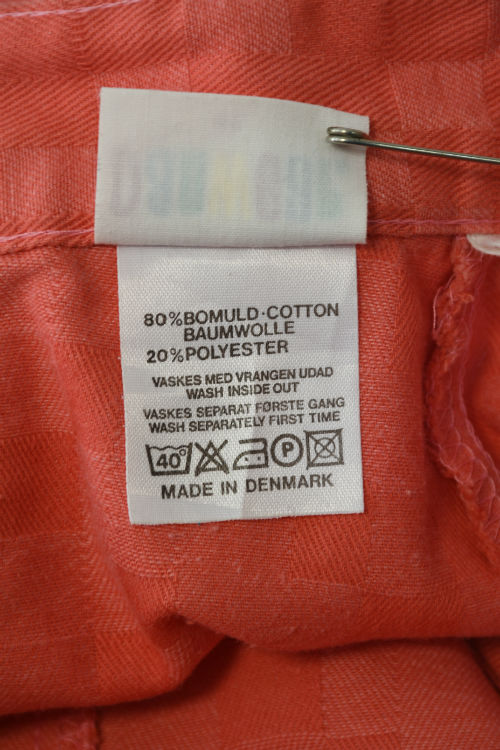 80% BOMULD·COTTON
BAUMWOLLE
20% POLYESTER
VASKES MED VRANGEN UDAD
WASH INSIDE OUT
VASKES SEPARAT FØRSTE GANG
WASH SEPARATELY FIRST TIME
40° P
MADE IN DENMARK